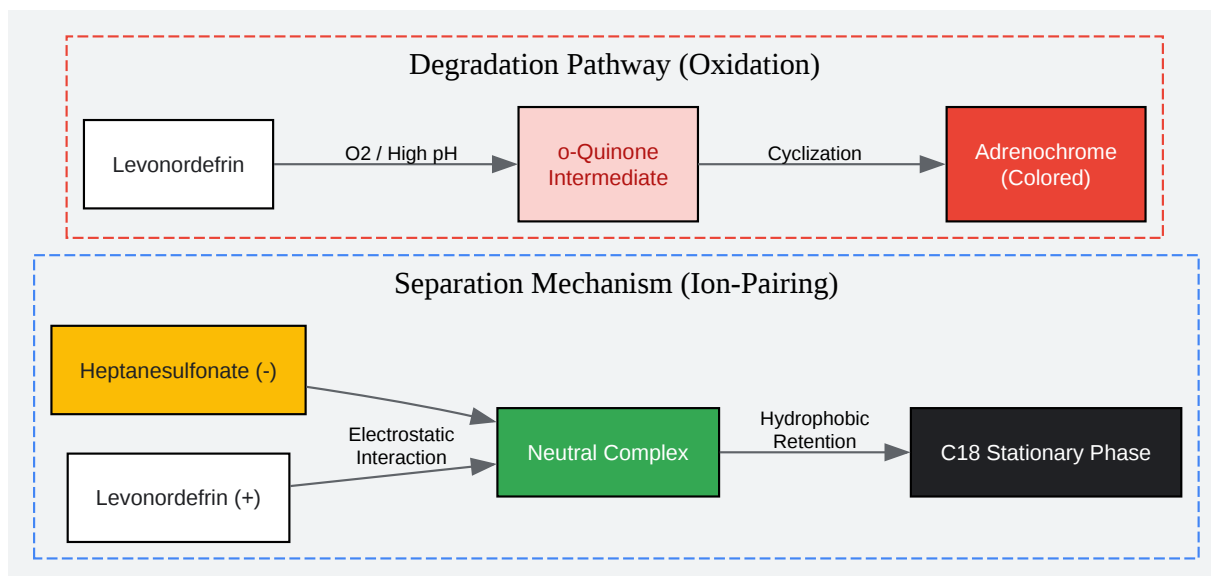 Degradation Pathway (Oxidation)
Levonordefrin
O2 / High pH
o-Quinone
Intermediate
Cyclization
Adrenochrome
(Colored)
Separation Mechanism (Ion-Pairing)
Heptanesulfonate (-)
Levonordefrin (+)
Electrostatic
Interaction
Neutral Complex
Hydrophobic
Retention
C18 Stationary Phase